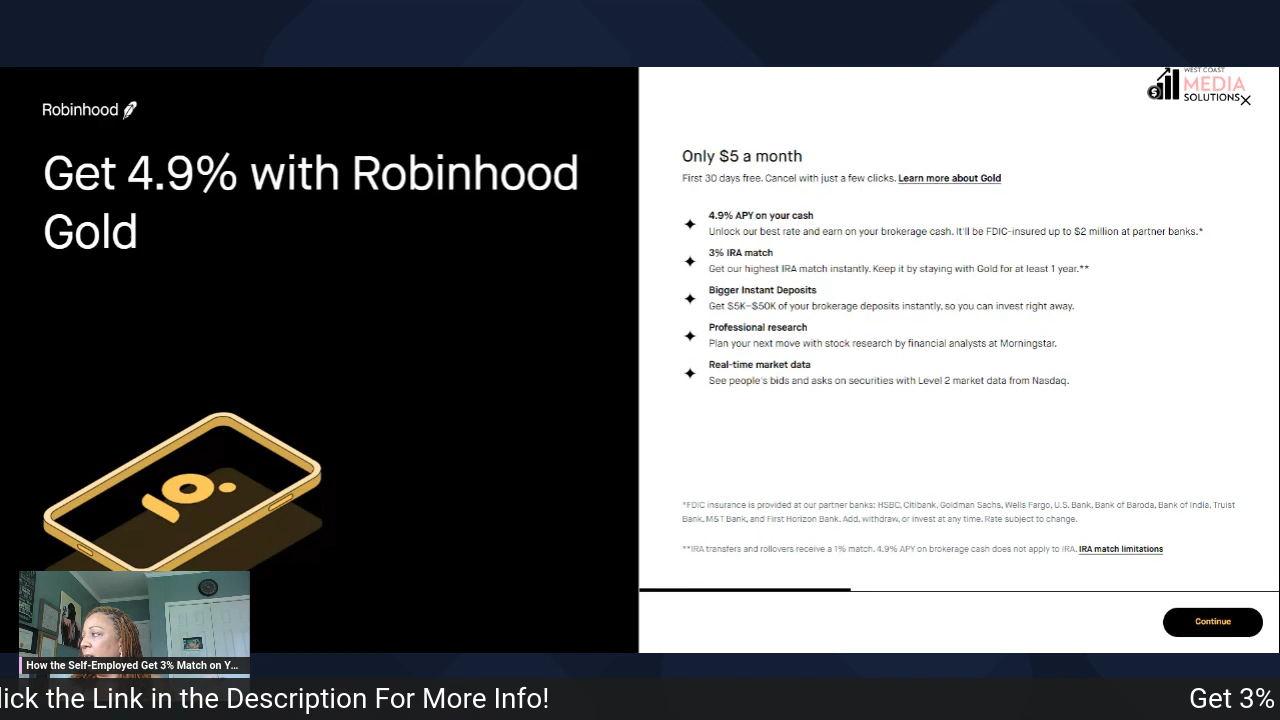 WEST COAST
MEDIA
SOLUTIONS
Robinhood
Get 4.9% with Robinhood
Gold
Only $5 a month
First 30 days free. Cancel with just a few clicks. Learn more about Gold
4.9% APY on your cash
Unlock our best rate and earn on your brokerage cash. It'll be FDIC-insured up to $2 million at partner banks.*
3% IRA match
Get our highest IRA match instantly. Keep it by staying with Gold for at least 1 year.**
Bigger Instant Deposits
Get $5K–$50K of your brokerage deposits instantly, so you can invest right away.
Professional research
Plan your next move with stock research by financial analysts at Morningstar.
Real-time market data
See people's bids and asks on securities with Level 2 market data from Nasdaq.
*FDIC insurance is provided at our partner banks: HSBC, Citibank, Goldman Sachs, Wells Fargo, U.S. Bank, Bank of Baroda, Bank of India, Truist
Bank, M&T Bank, and First Horizon Bank. Add, withdraw, or invest at any time. Rate subject to change.
**IRA transfers and rollovers receive a 1% match. 4.9% APY on brokerage cash does not apply to IRA. IRA match limitations
Continue
How the Self-Employed Get 3% Match on Y...
lick the Link in the Description For More Info!
Get 3%